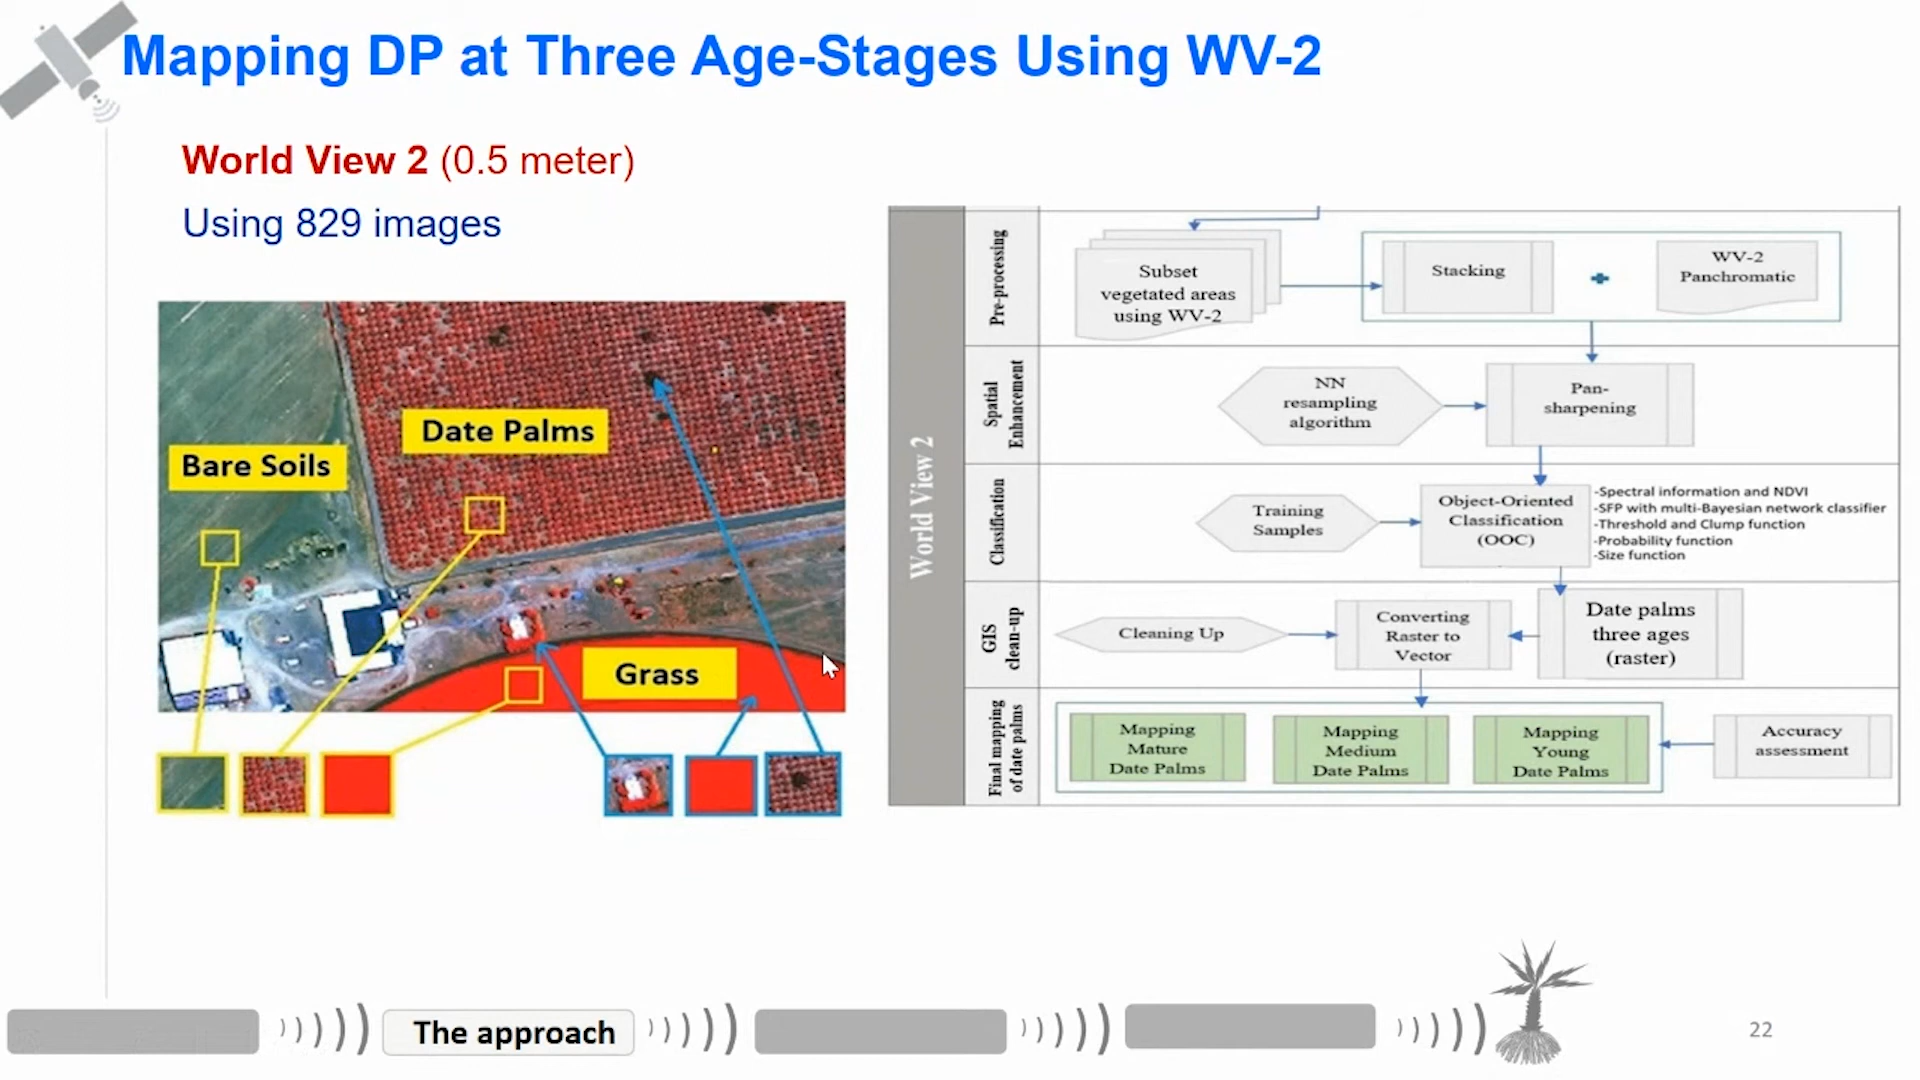 Mapping DP at Three Age-Stages Using WV-2
World View 2 (0.5 meter)
Using 829 images
Date Palms
Bare Soils
Grass
World View 2
Pre-processing
Subset
vegetated areas
using WV-2
Stacking
WV-2
Panchromatic
Spatial
Enhancement
NN
resampling
algorithm
Pan-
sharpening
Classification
Training
Samples
Object-Oriented
Classification
(OOC)
-Spectral information and NDVI
-SFP with multi-Bayesian network classifier
-Threshold and Clump function
-Probability function
-Size function
GIS
clean-up
Cleaning Up
Converting
Raster to
Vector
Date palms
three ages
(raster)
Final mapping
of date palms
Mapping
Mature
Date Palms
Mapping
Medium
Date Palms
Mapping
Young
Date Palms
Accuracy
assessment
The approach
22